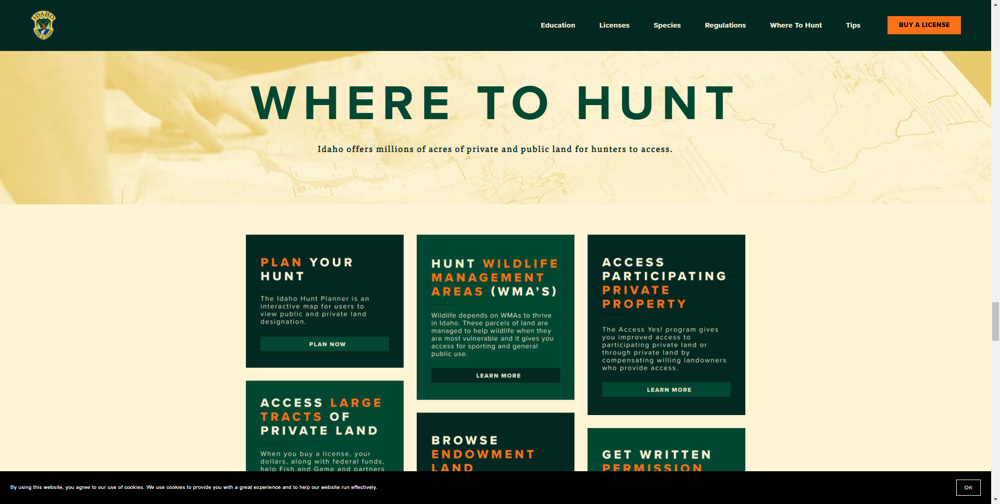 IDAHO
FISH & GAME
Education
Licenses
Species
Regulations
Where To Hunt
Tips
BUY A LICENSE
WHERE TO HUNT
Idaho offers millions of acres of private and public land for hunters to access.
PLAN YOUR
HUNT
The Idaho Hunt Planner is an
interactive map for users to
view public and private land
designation.
PLAN NOW
HUNT WILDLIFE
MANAGEMENT
AREAS (WMA’S)
Wildlife depends on WMAs to thrive
in Idaho. These parcels of land are
managed to help wildlife when they
are most vulnerable and it gives you
access for sporting and general
public use.
LEARN MORE
ACCESS
PARTICIPATING
PRIVATE
PROPERTY
The Access Yes! program gives
you improved access to
participating private land or
through private land by
compensating willing landowners
who provide access.
LEARN MORE
ACCESS LARGE
TRACTS OF
PRIVATE LAND
When you buy a license, your
dollars, along with federal funds,
help Fish and Game and partners
BROWSE
ENDOWMENT
LAND
GET WRITTEN
PERMISSION
By using this website, you agree to our use of cookies. We use cookies to provide you with a great experience and to help our website run effectively.
OK